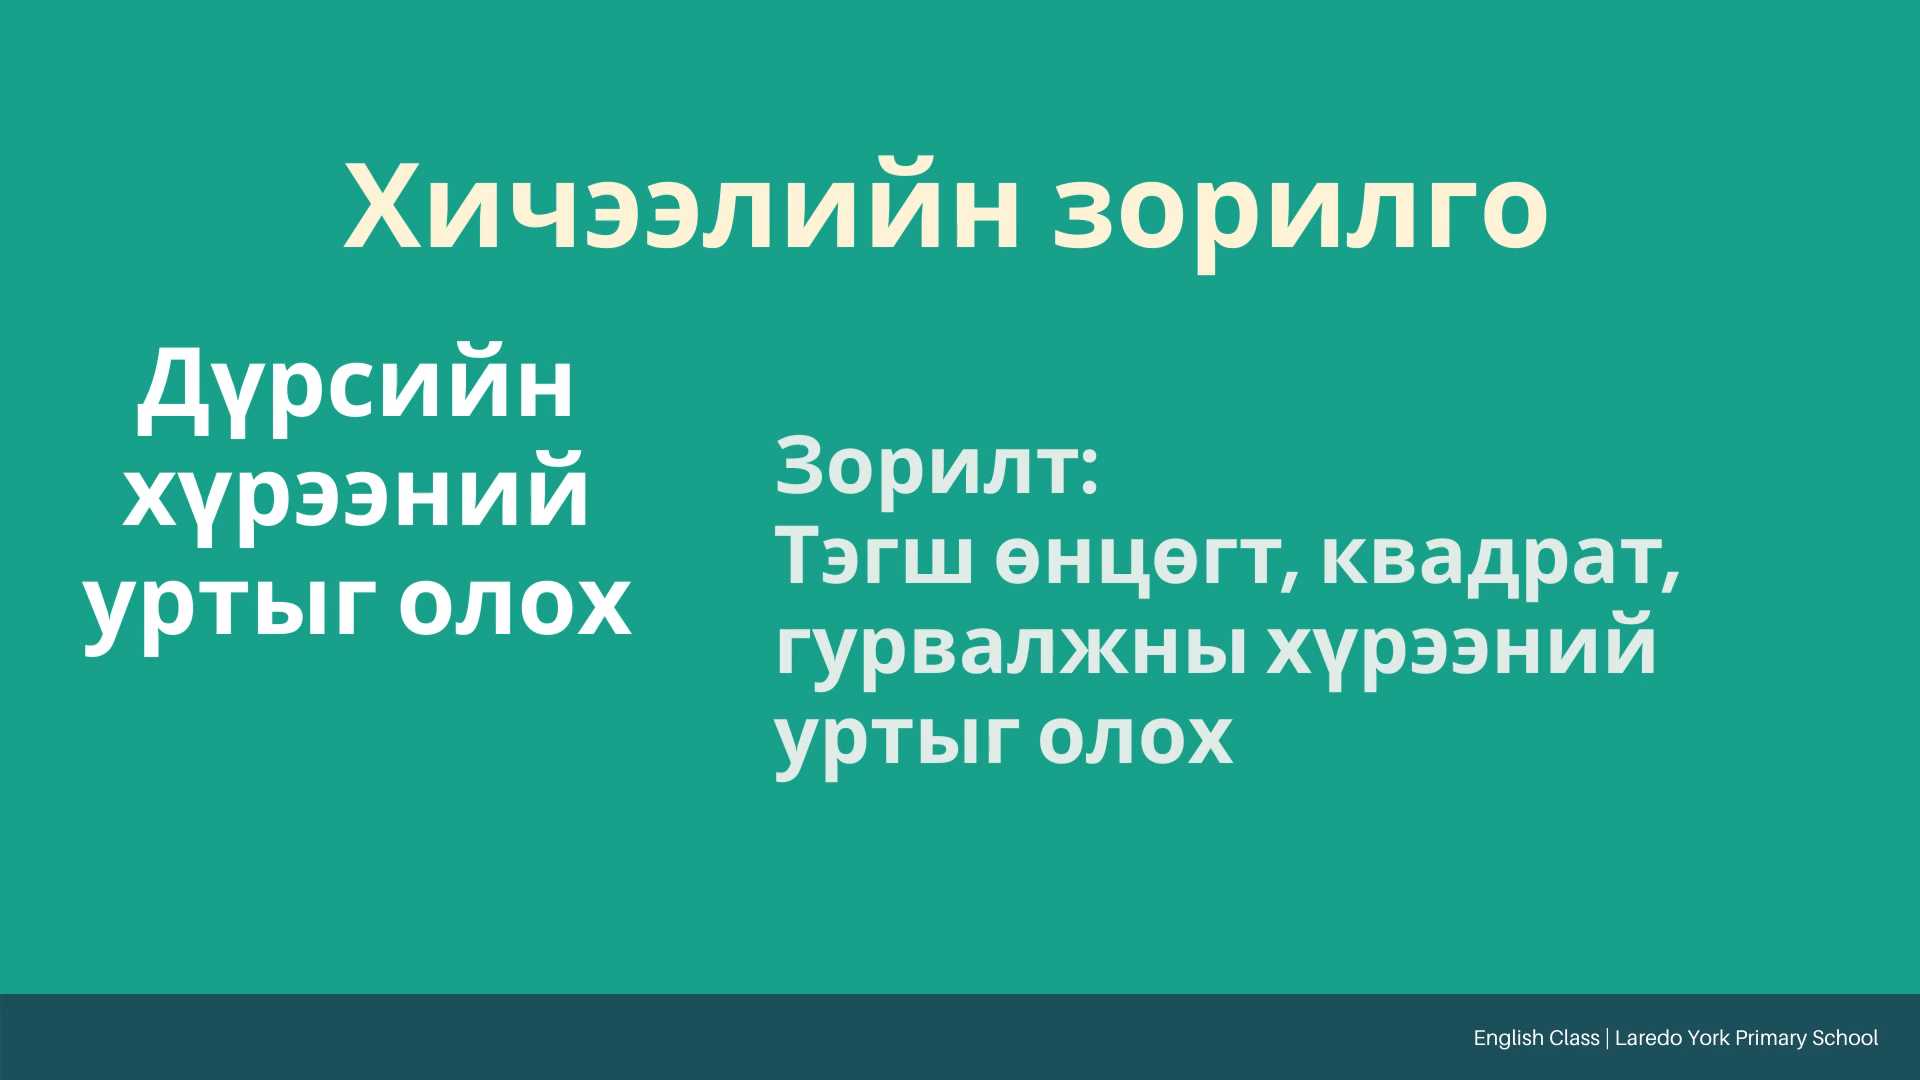 Хичээлийн зорилго
Дүрсийн
хүрээний
уртыг олох
Зорилт:
Тэгш өнцөгт, квадрат,
гурвалжны хүрээний
уртыг олох
English Class | Laredo York Primary School